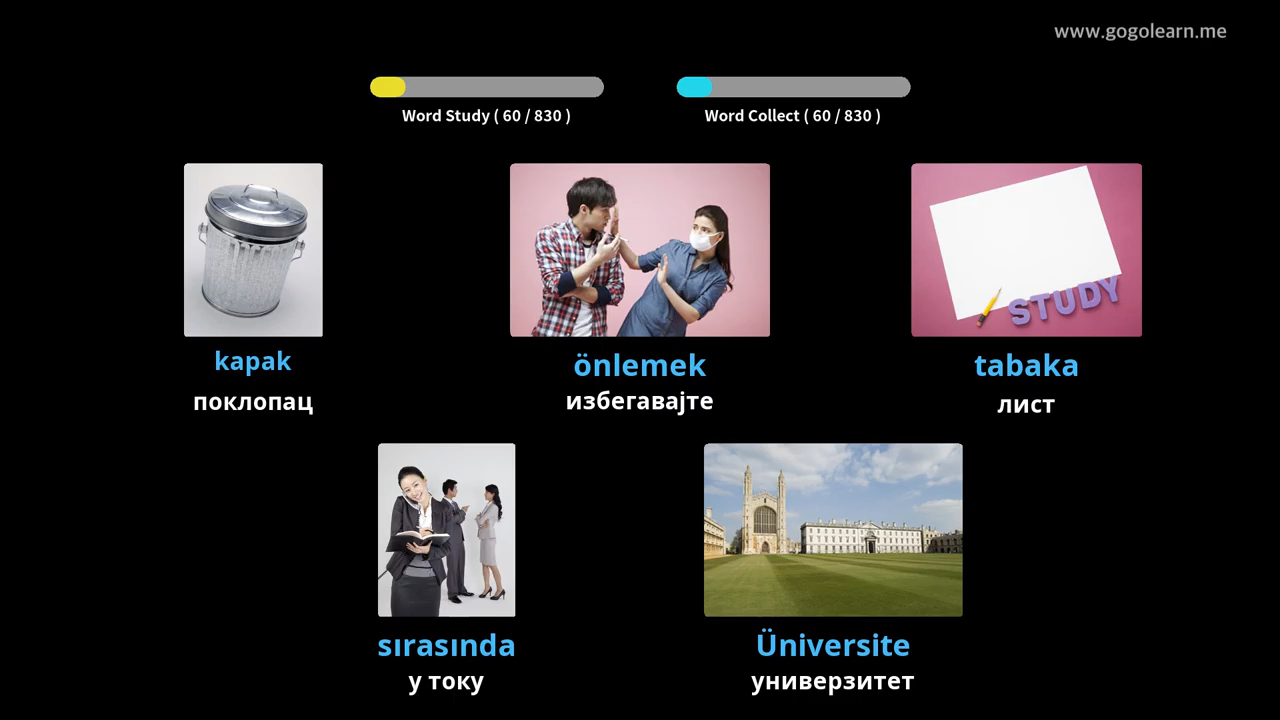 www.gogolearn.me
Word Study ( 60 / 830 )
Word Collect ( 60 / 830 )
STUDY
kapak
поклопац
önlemek
избегавајте
tabaka
лист
sırasında
у току
Üniversite
универзитет